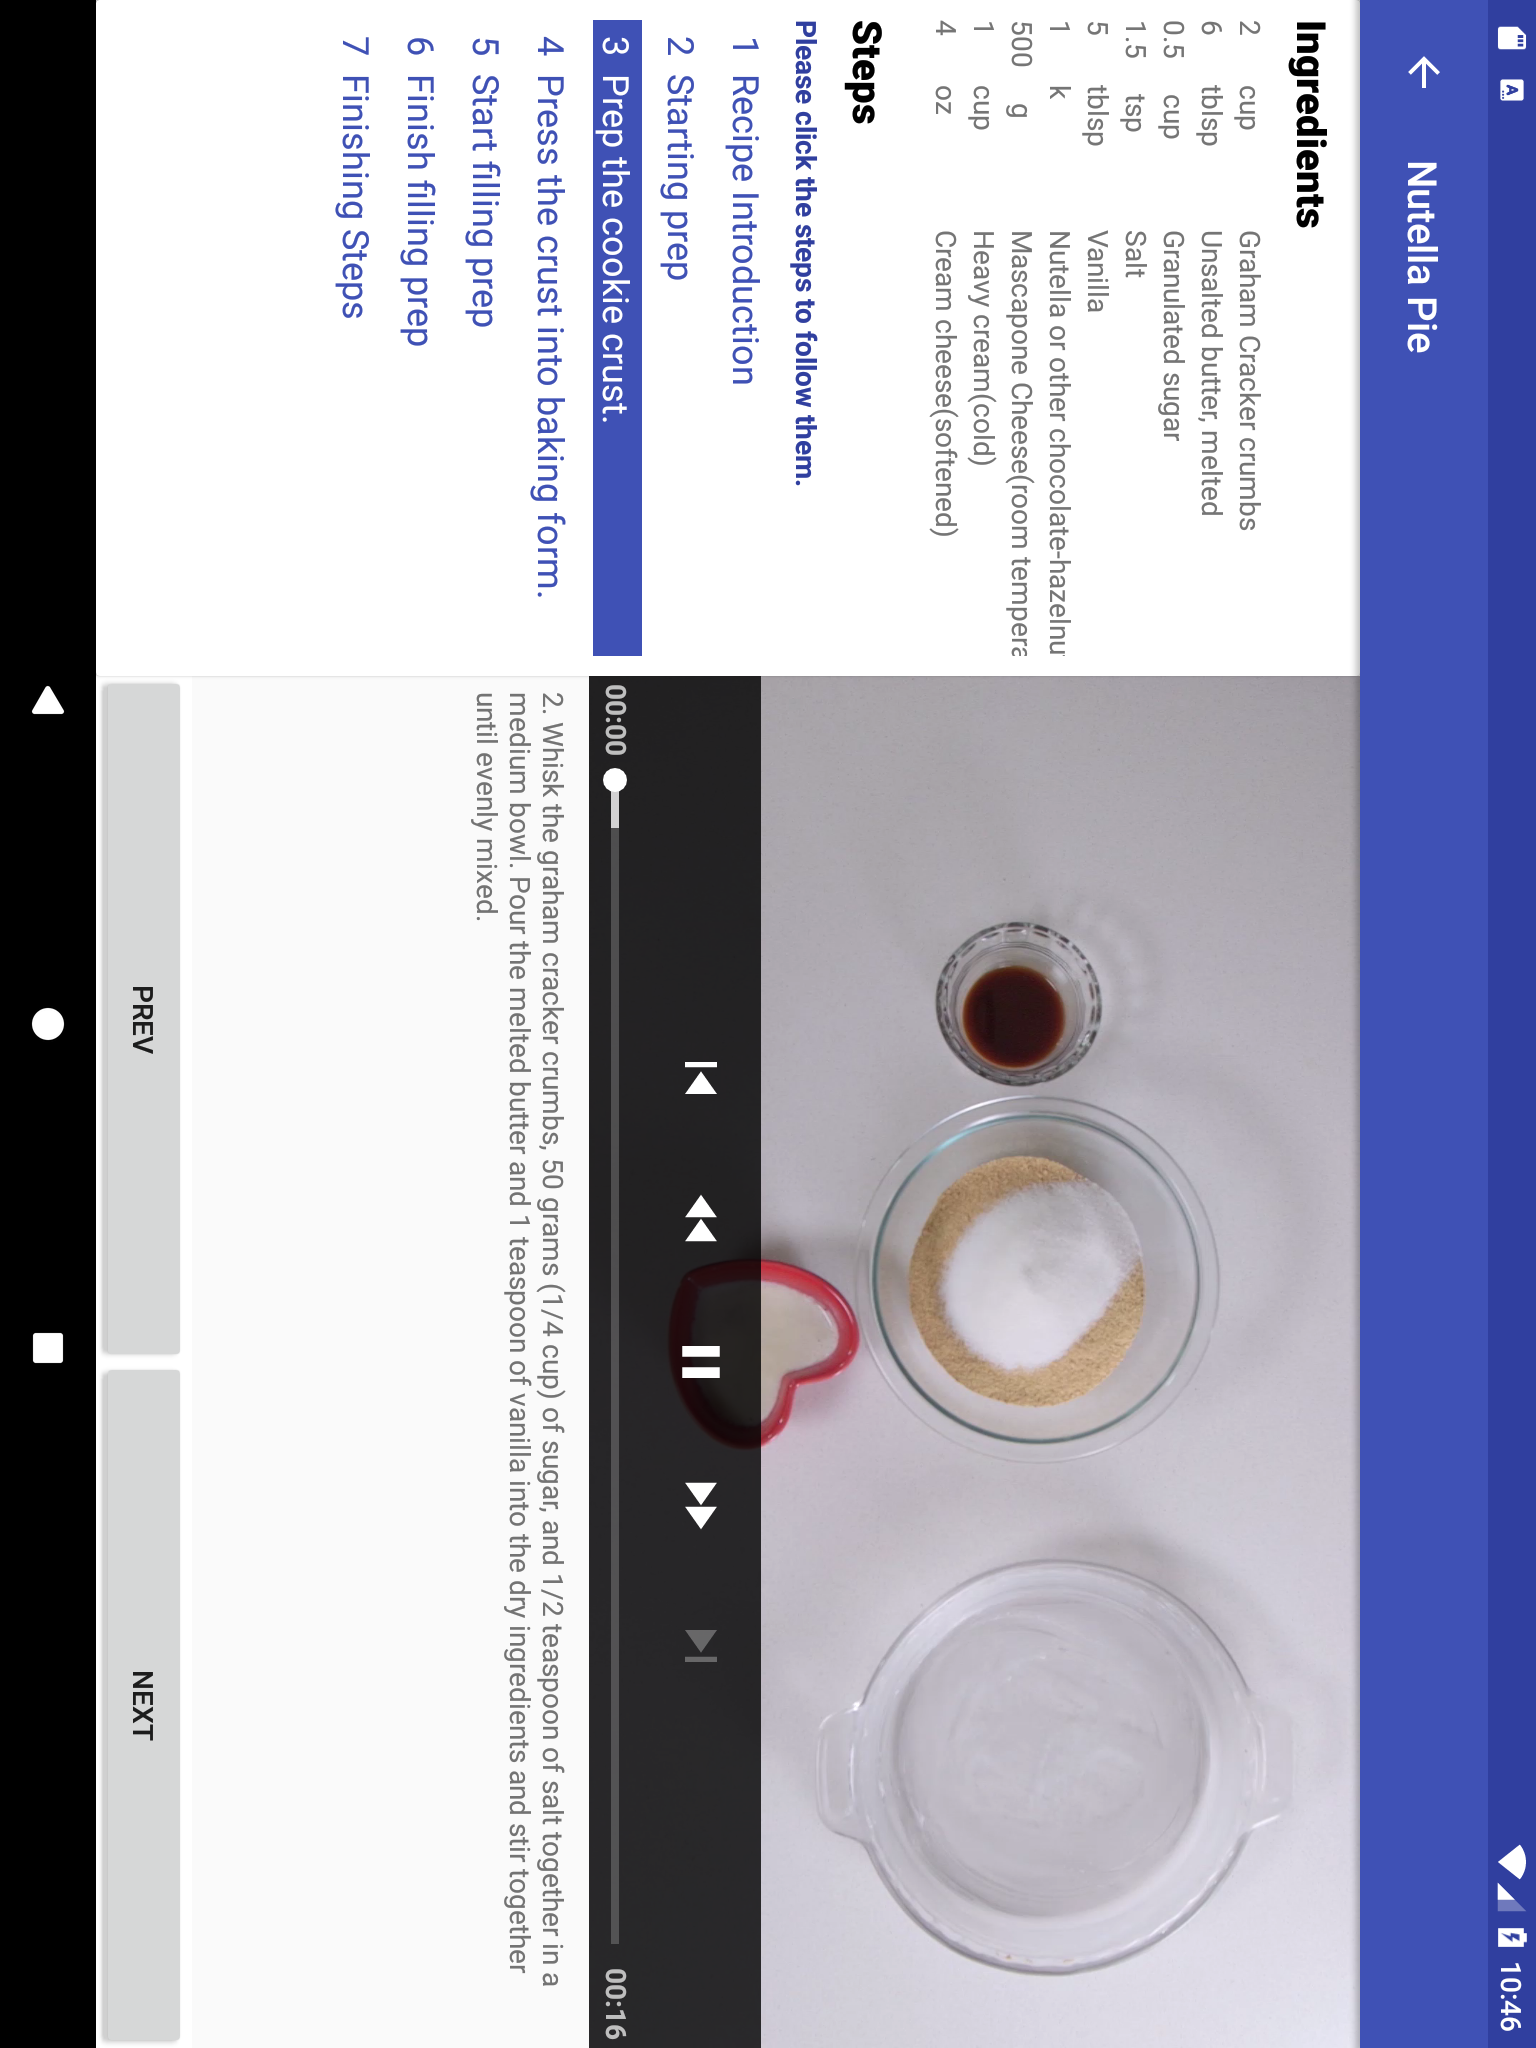 10:46
Nutella Pie
Ingredients
2 cup Graham Cracker crumbs
6 tblsp Unsalted butter, melted
0.5 cup Granulated sugar
1.5 tsp Salt
5 tblsp Vanilla
1 k Nutella or other chocolate-hazelnu
500 g Mascapone Cheese(room tempera
1 cup Heavy cream(cold)
4 oz Cream cheese(softened)
Steps
Please click the steps to follow them.
1 Recipe Introduction
2 Starting prep
3 Prep the cookie crust.
4 Press the crust into baking form.
5 Start filling prep
6 Finish filling prep
7 Finishing Steps
00:00 00:16
2. Whisk the graham cracker crumbs, 50 grams (1/4 cup) of sugar, and 1/2 teaspoon of salt together in a
medium bowl. Pour the melted butter and 1 teaspoon of vanilla into the dry ingredients and stir together
until evenly mixed.
PREV NEXT